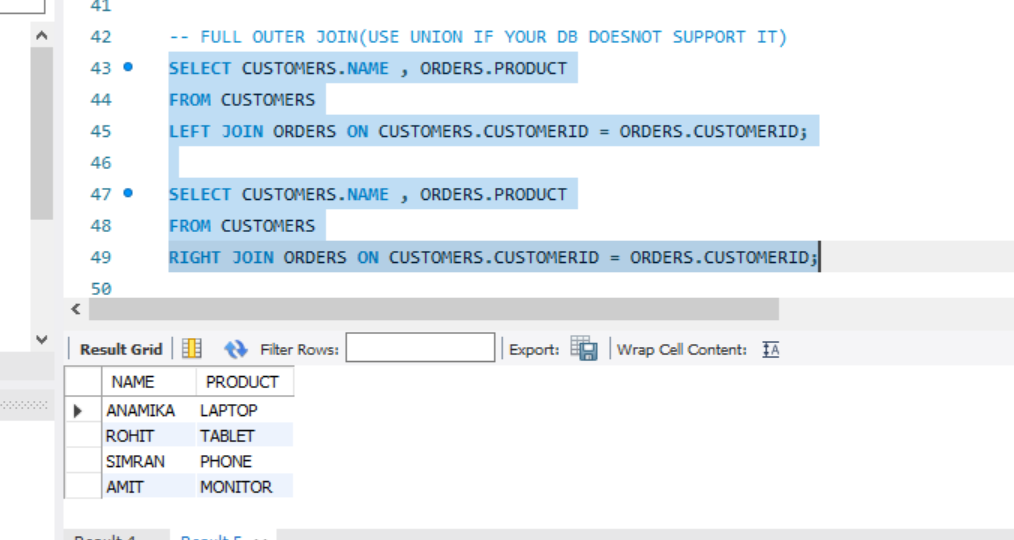 41
42 -- FULL OUTER JOIN(USE UNION IF YOUR DB DOESNOT SUPPORT IT)
43 SELECT CUSTOMERS.NAME , ORDERS.PRODUCT
44 FROM CUSTOMERS
45 LEFT JOIN ORDERS ON CUSTOMERS.CUSTOMERID = ORDERS.CUSTOMERID;
46
47 SELECT CUSTOMERS.NAME , ORDERS.PRODUCT
48 FROM CUSTOMERS
49 RIGHT JOIN ORDERS ON CUSTOMERS.CUSTOMERID = ORDERS.CUSTOMERID;
50
Result Grid Filter Rows: Export: Wrap Cell Content: IA
NAME PRODUCT
ANAMIKA LAPTOP
ROHIT TABLET
SIMRAN PHONE
AMIT MONITOR